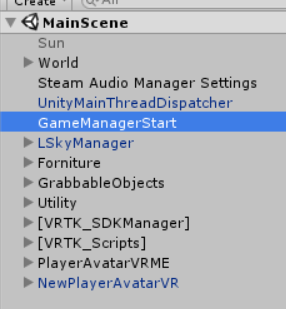 Create
All
MainScene
Sun
World
Steam Audio Manager Settings
UnityMainThreadDispatcher
GameManagerStart
LSkyManager
Forniture
GrabbableObjects
Utility
[VRTK_SDKManager]
[VRTK_Scripts]
PlayerAvatarVRME
NewPlayerAvatarVR